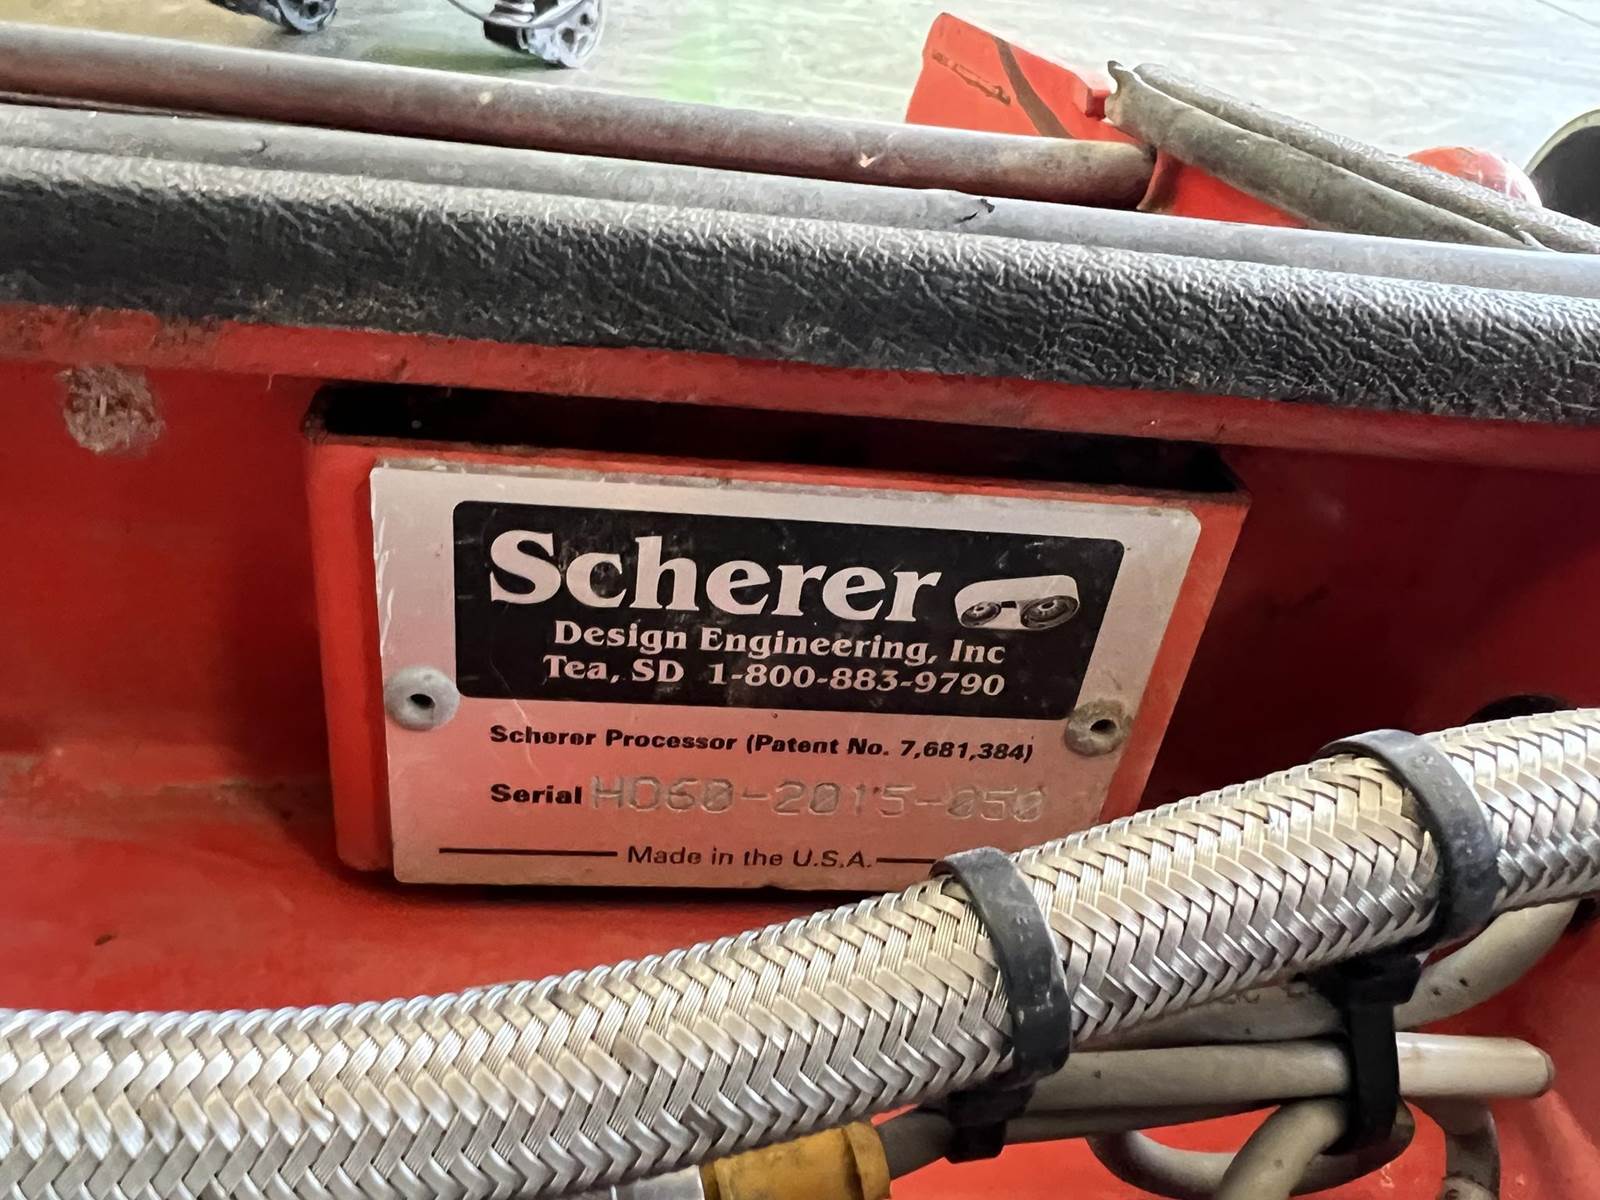 Scherer
Design Engineering, Inc
Tea, SD 1-800-883-9790
Scherer Processor (Patent No. 7,681,384)
Serial HD60-2015-050
Made in the U.S.A.